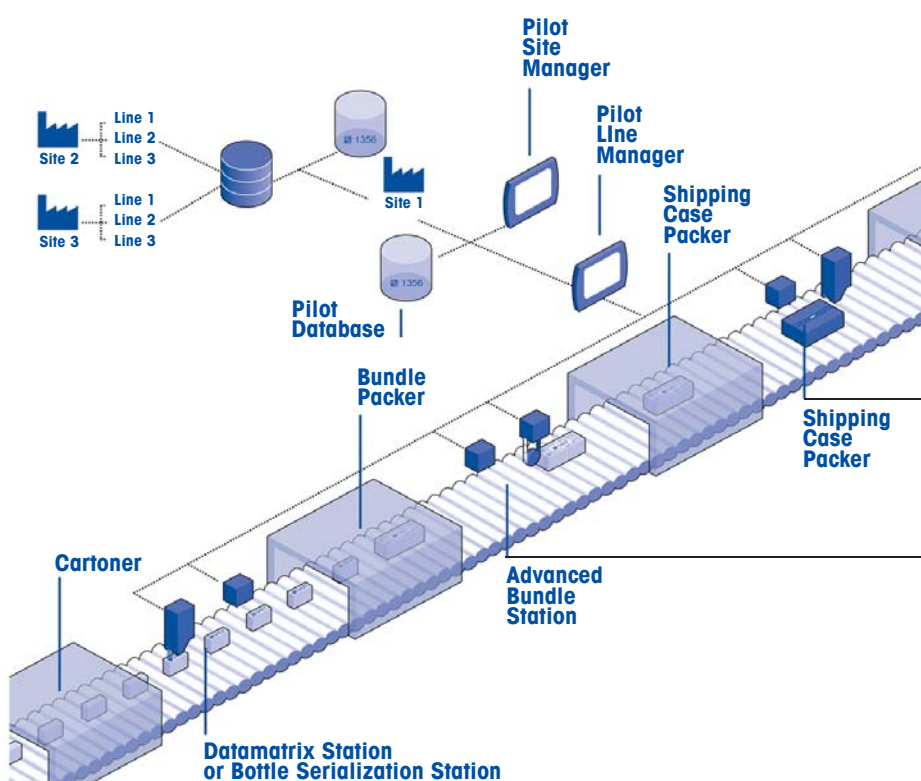 Pilot
Site
Manager
Pilot
LIne
Manager
Line 1
Line 2
Line 3
Site 2
1356
Site 1
Line 1
Line 2
Line 3
Site 3
Shipping
Case
Packer
1356
Pilot
Database
Bundle
Packer
Shipping
Case
Packer
Cartoner
Advanced
Bundle
Station
Datamatrix Station
or Bottle Serialization Station